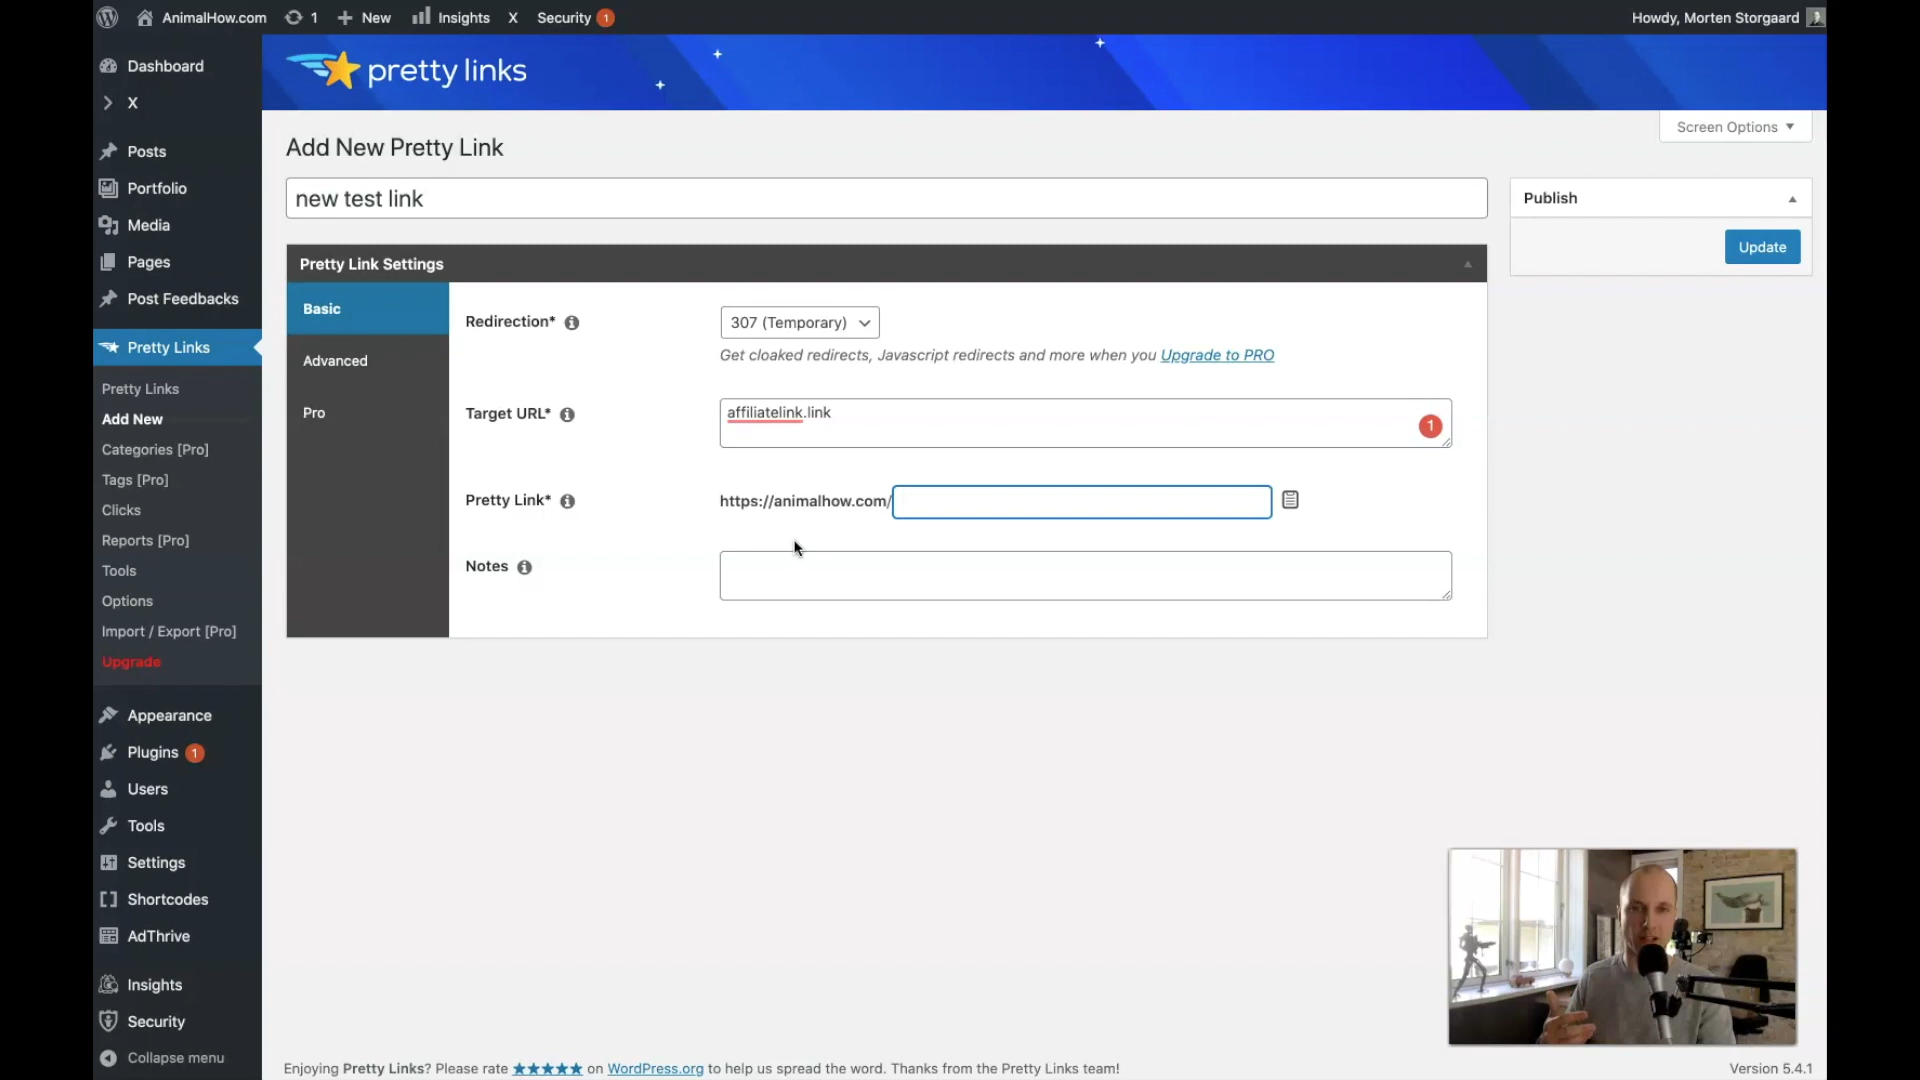 AnimalHow.com 1 New Insights X Security 1 Howdy, Morten Storgaard
Dashboard
X
Posts
Portfolio
Media
Pages
Post Feedbacks
Pretty Links
Pretty Links
Add New
Categories [Pro]
Tags [Pro]
Clicks
Reports [Pro]
Tools
Options
Import / Export [Pro]
Upgrade
Appearance
Plugins 1
Users
Tools
Settings
Shortcodes
AdThrive
Insights
Security
Collapse menu
pretty links
Screen Options
Add New Pretty Link
new test link
Pretty Link Settings
Basic
Advanced
Pro
Redirection* 307 (Temporary)
Get cloaked redirects, Javascript redirects and more when you Upgrade to PRO
Target URL* affiliatelink.link 1
Pretty Link* https://animalhow.com/
Notes
Publish
Update
Enjoying Pretty Links? Please rate ★★★★★ on WordPress.org to help us spread the word. Thanks from the Pretty Links team! Version 5.4.1